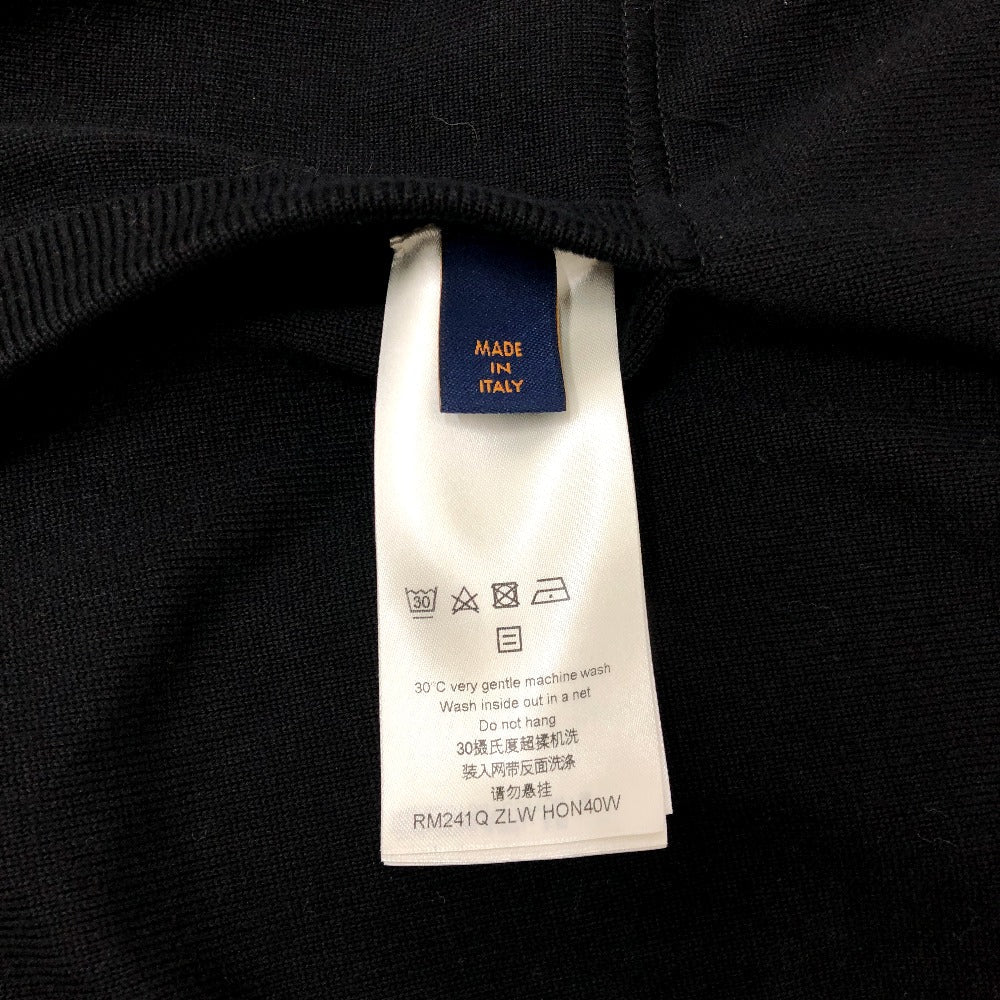 MADE
IN
ITALY
30
30°C very gentle machine wash
Wash inside out in a net
Do not hang
30摄氏度超揉机洗
装入网带反面洗涤
请勿悬挂
RM241Q ZLW HON40W